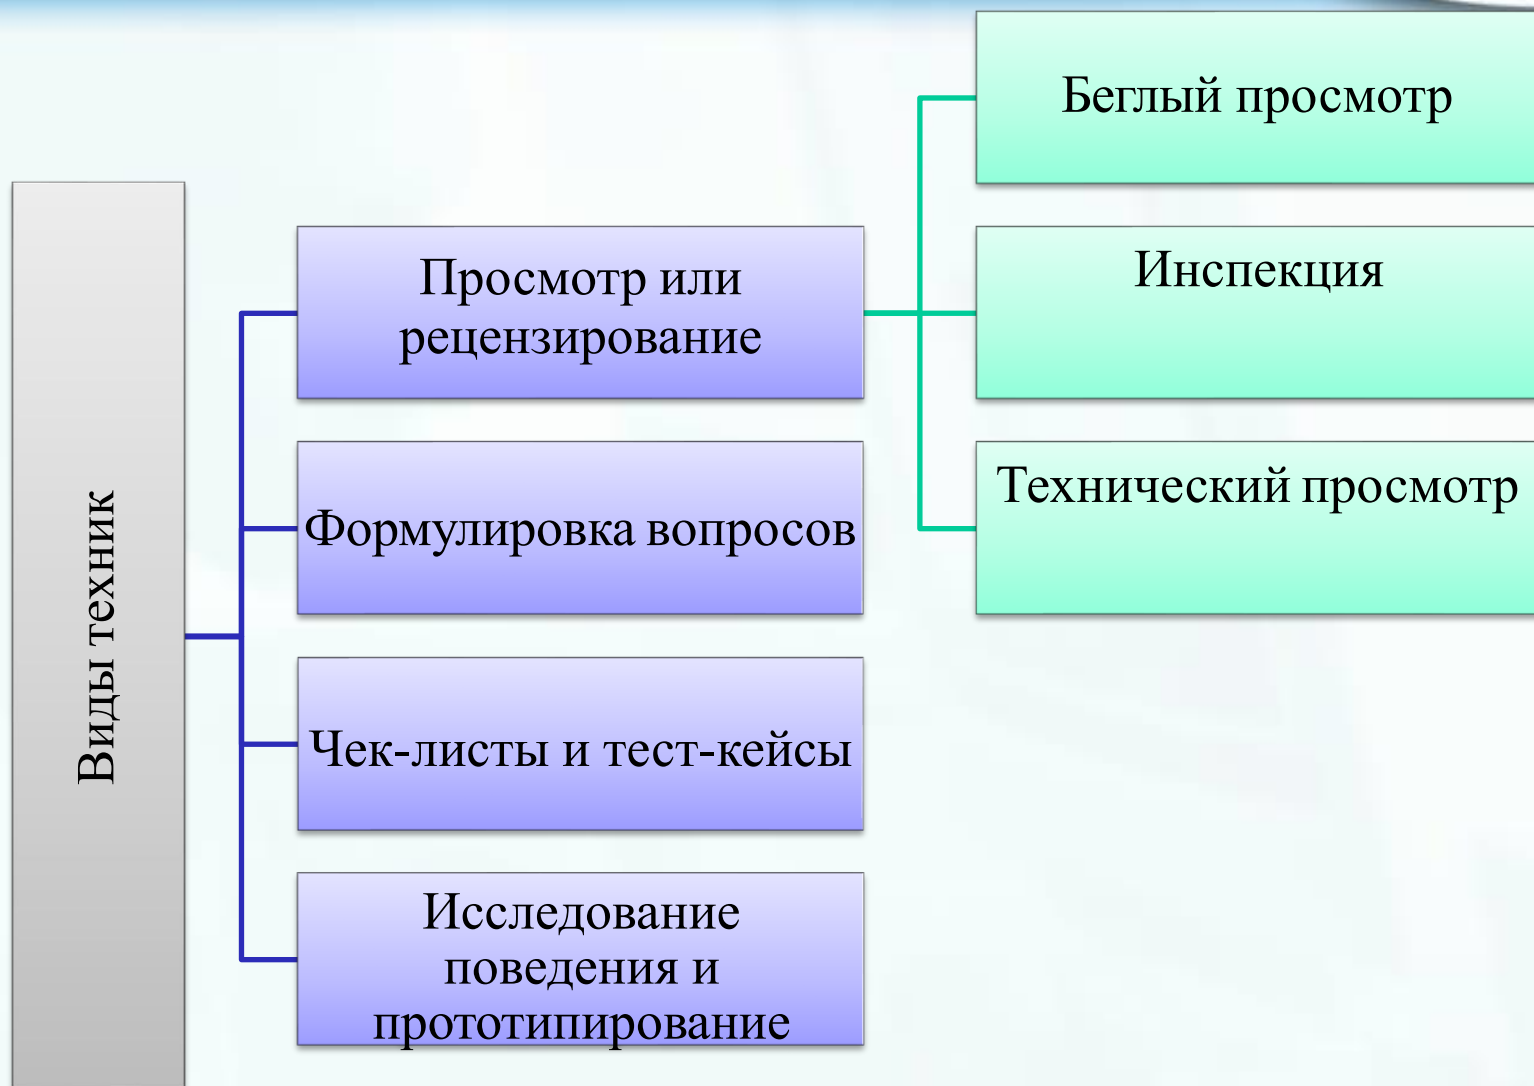 Виды техник
Просмотр или
рецензирование
Формулировка вопросов
Чек-листы и тест-кейсы
Исследование
поведения и
прототипирование
Беглый просмотр
Инспекция
Технический просмотр